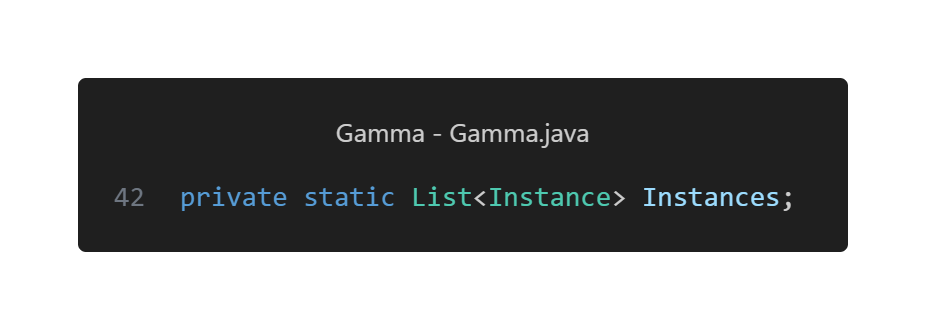 Gamma - Gamma.java
42 private static List<Instance> Instances;